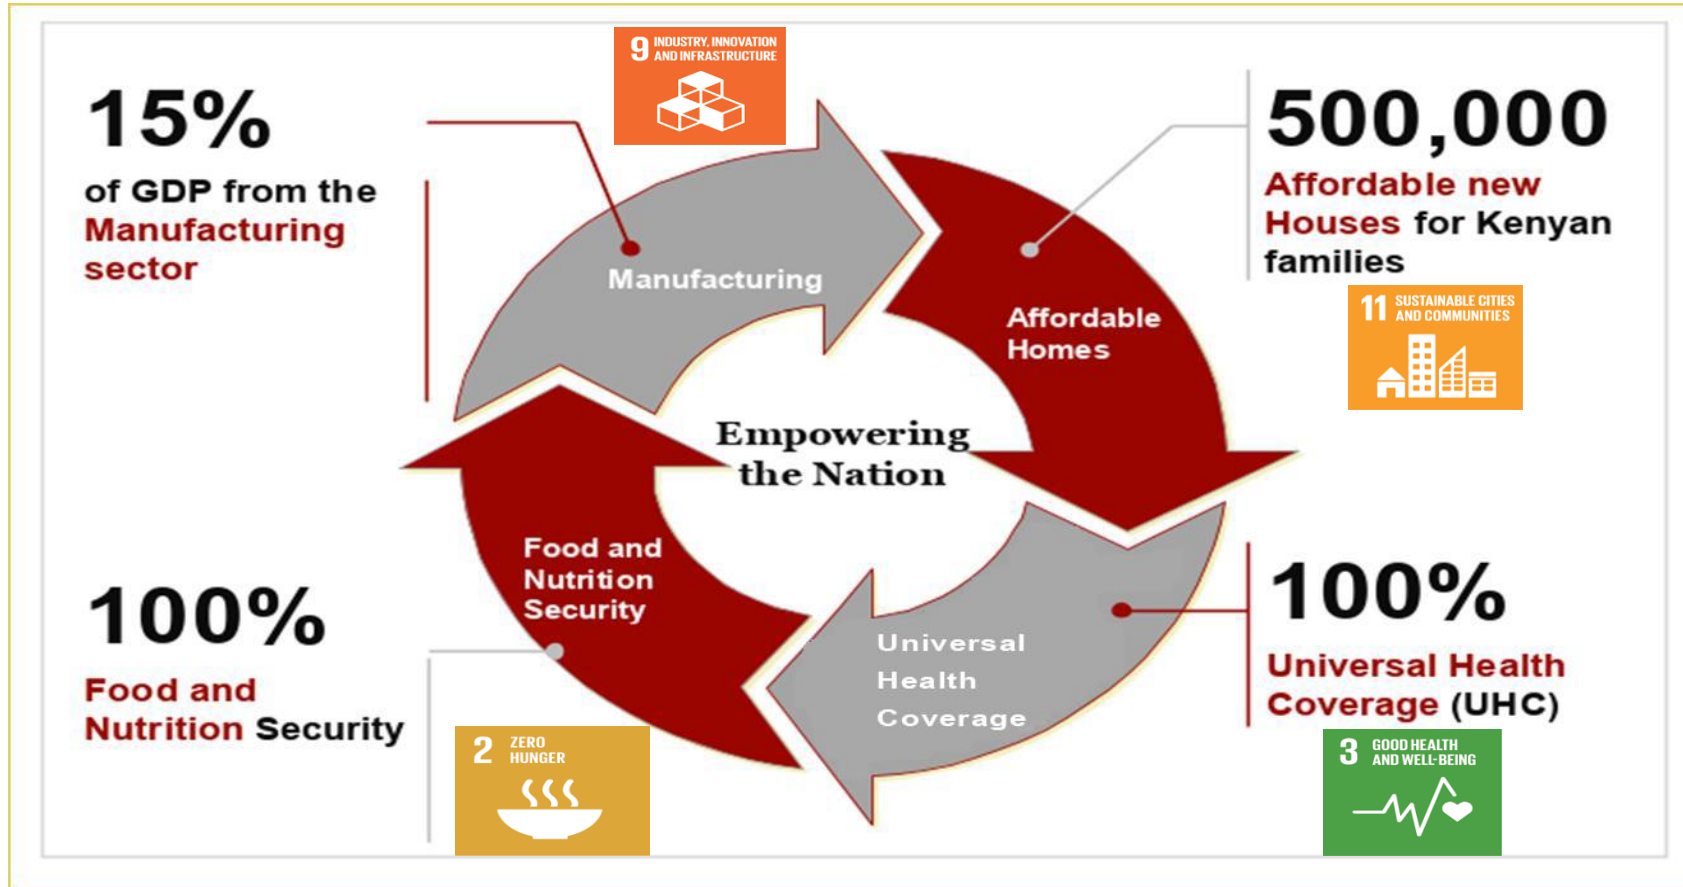 9 INDUSTRY, INNOVATION
AND INFRASTRUCTURE
15%
of GDP from the
Manufacturing
sector
Manufacturing
500,000
Affordable new
Houses for Kenyan
families
11 SUSTAINABLE CITIES
AND COMMUNITIES
Affordable
Homes
Empowering
the Nation
Food and
Nutrition
Security
100%
Food and
Nutrition Security
2 ZERO
HUNGER
Universal
Health
Coverage
100%
Universal Health
Coverage (UHC)
3 GOOD HEALTH
AND WELL-BEING